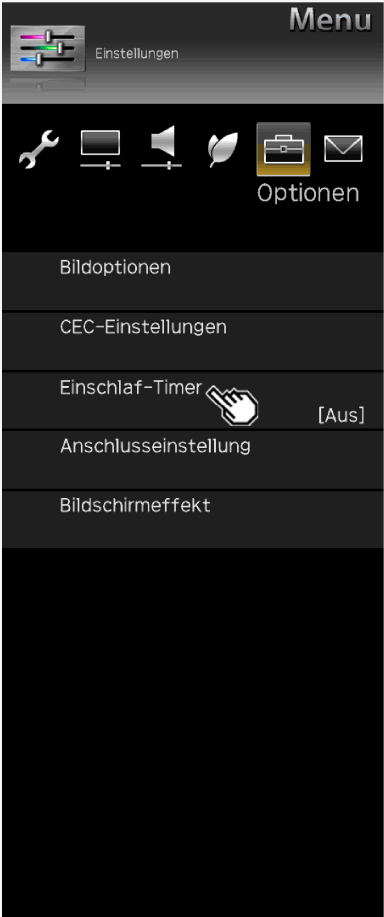 Menu
Einstellungen
Optionen
Bildoptionen
CEC-Einstellungen
Einschlaf-Timer
[Aus]
Anschlusseinstellung
Bildschirmeffekt